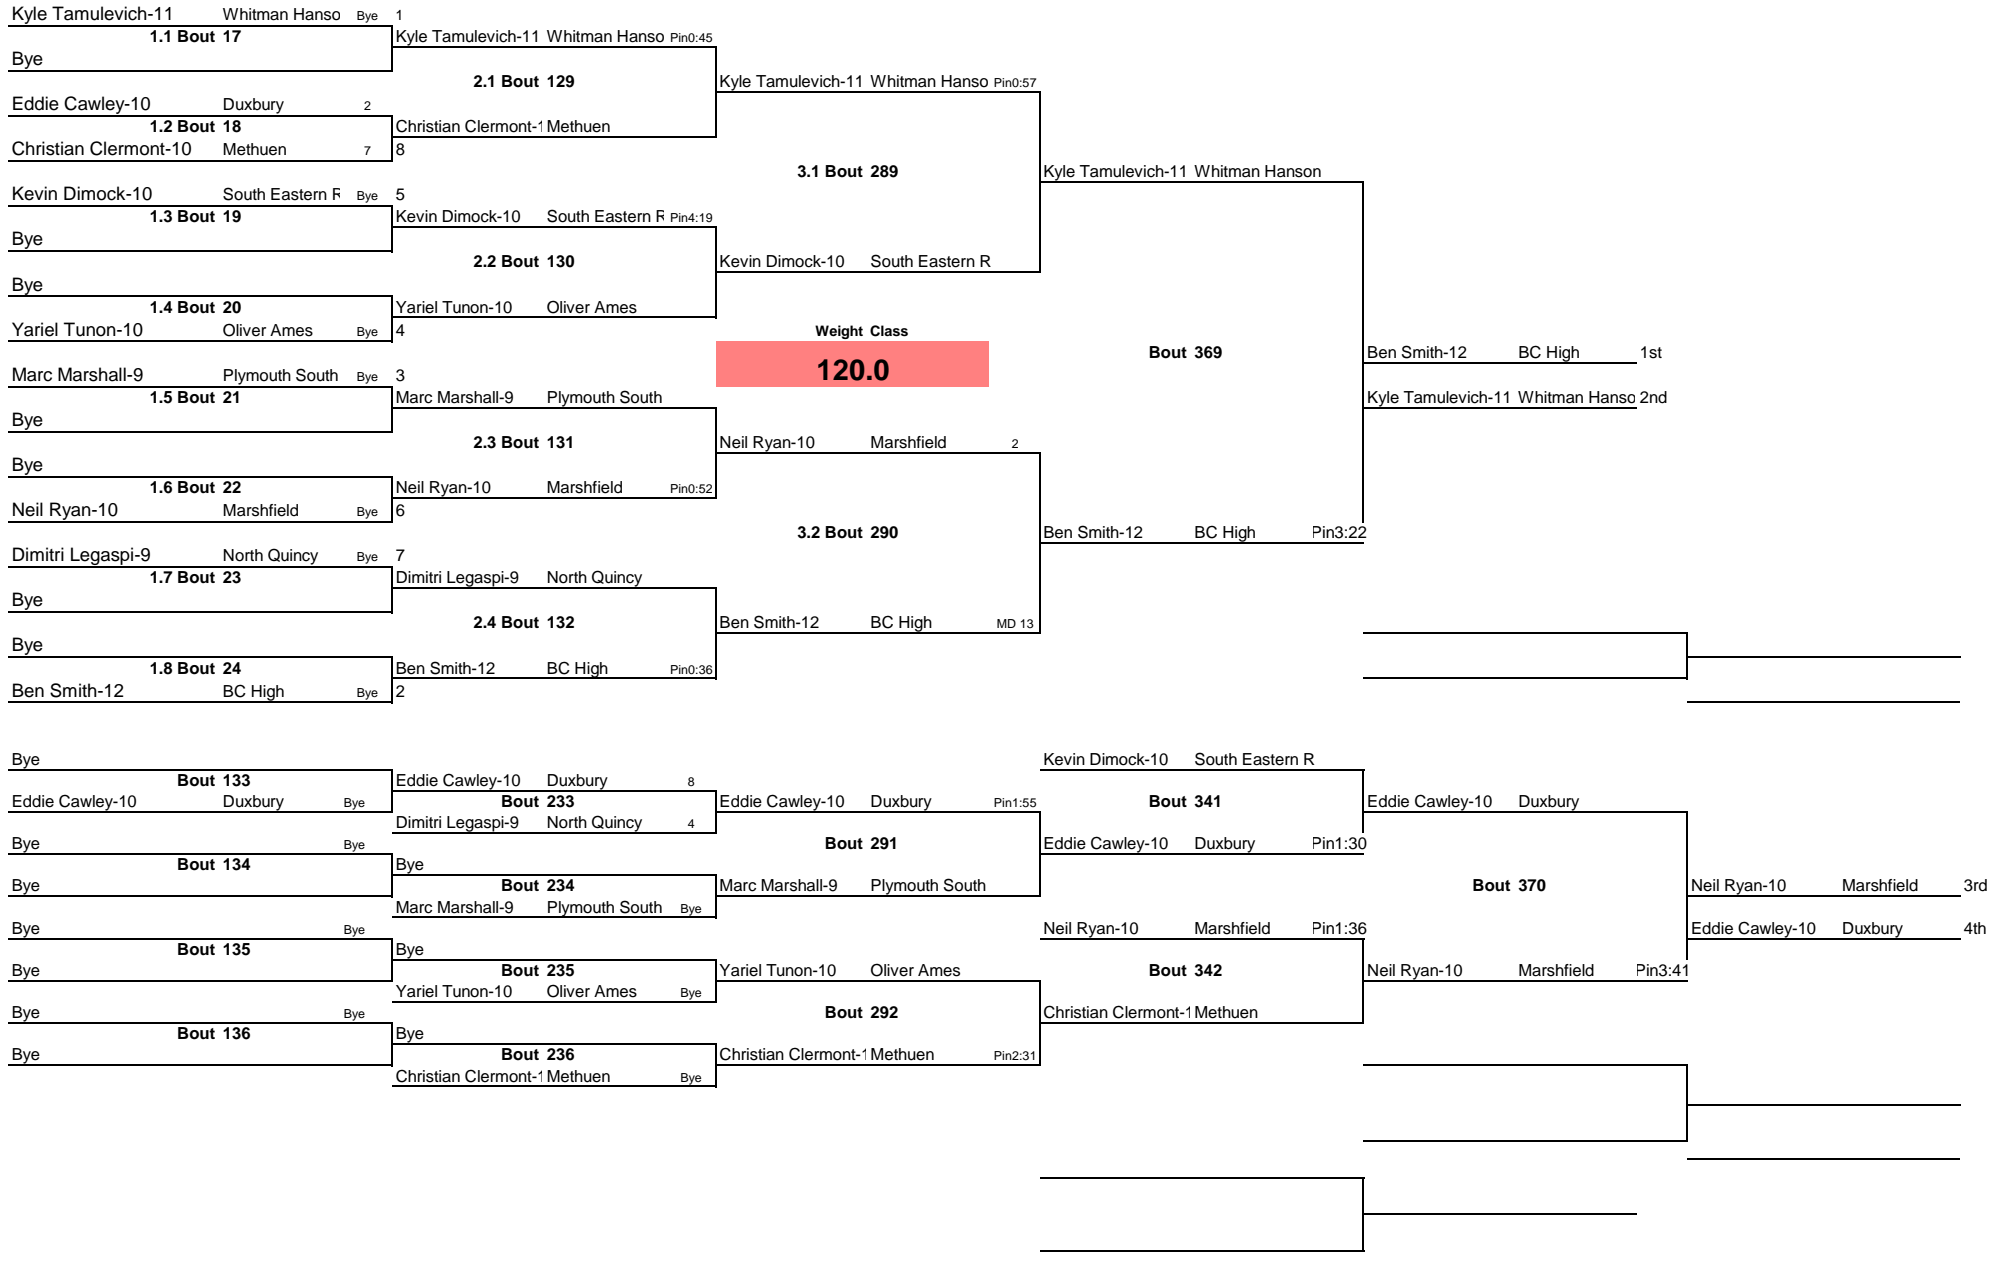 Kyle Tamulevich-11 Whitman Hanso Bye 1
1.1 Bout 17 Kyle Tamulevich-11 Whitman Hanso Pin0:45
Bye
2.1 Bout 129 Kyle Tamulevich-11 Whitman Hanso Pin0:57
Eddie Cawley-10 Duxbury 2
1.2 Bout 18 Christian Clermont-1 Methuen
Christian Clermont-10 Methuen 7 8
3.1 Bout 289 Kyle Tamulevich-11 Whitman Hanson
Kevin Dimock-10 South Eastern R Bye 5
1.3 Bout 19 Kevin Dimock-10 South Eastern R Pin4:19
Bye
2.2 Bout 130 Kevin Dimock-10 South Eastern R
Bye
1.4 Bout 20 Yariel Tunon-10 Oliver Ames
Yariel Tunon-10 Oliver Ames Bye 4 Weight Class
Bout 369 Ben Smith-12 BC High 1st
120.0
Marc Marshall-9 Plymouth South Bye 3
1.5 Bout 21 Marc Marshall-9 Plymouth South Kyle Tamulevich-11 Whitman Hanso 2nd
Bye
2.3 Bout 131 Neil Ryan-10 Marshfield 2
Bye
1.6 Bout 22 Neil Ryan-10 Marshfield Pin0:52
Neil Ryan-10 Marshfield Bye 6
3.2 Bout 290 Ben Smith-12 BC High Pin3:22
Dimitri Legaspi-9 North Quincy Bye 7
1.7 Bout 23 Dimitri Legaspi-9 North Quincy
Bye
2.4 Bout 132 Ben Smith-12 BC High MD 13
Bye
1.8 Bout 24 Ben Smith-12 BC High Pin0:36
Ben Smith-12 BC High Bye 2
Bye Kevin Dimock-10 South Eastern R
Bout 133 Eddie Cawley-10 Duxbury 8
Eddie Cawley-10 Duxbury Bye Bout 233 Eddie Cawley-10 Duxbury Pin1:55 Bout 341 Eddie Cawley-10 Duxbury
Dimitri Legaspi-9 North Quincy 4
Bye Bye Bout 291 Eddie Cawley-10 Duxbury Pin1:30
Bout 134 Bye
Bye Bout 234 Marc Marshall-9 Plymouth South Bout 370 Neil Ryan-10 Marshfield 3rd
Marc Marshall-9 Plymouth South Bye
Bye Bye Neil Ryan-10 Marshfield Pin1:36 Eddie Cawley-10 Duxbury 4th
Bout 135 Bye
Bye Bout 235 Yariel Tunon-10 Oliver Ames Bout 342 Neil Ryan-10 Marshfield Pin3:41
Yariel Tunon-10 Oliver Ames Bye
Bye Bye Bout 292 Christian Clermont-1 Methuen
Bout 136 Bye
Bye Bout 236 Christian Clermont-1 Methuen Pin2:31
Christian Clermont-1 Methuen Bye